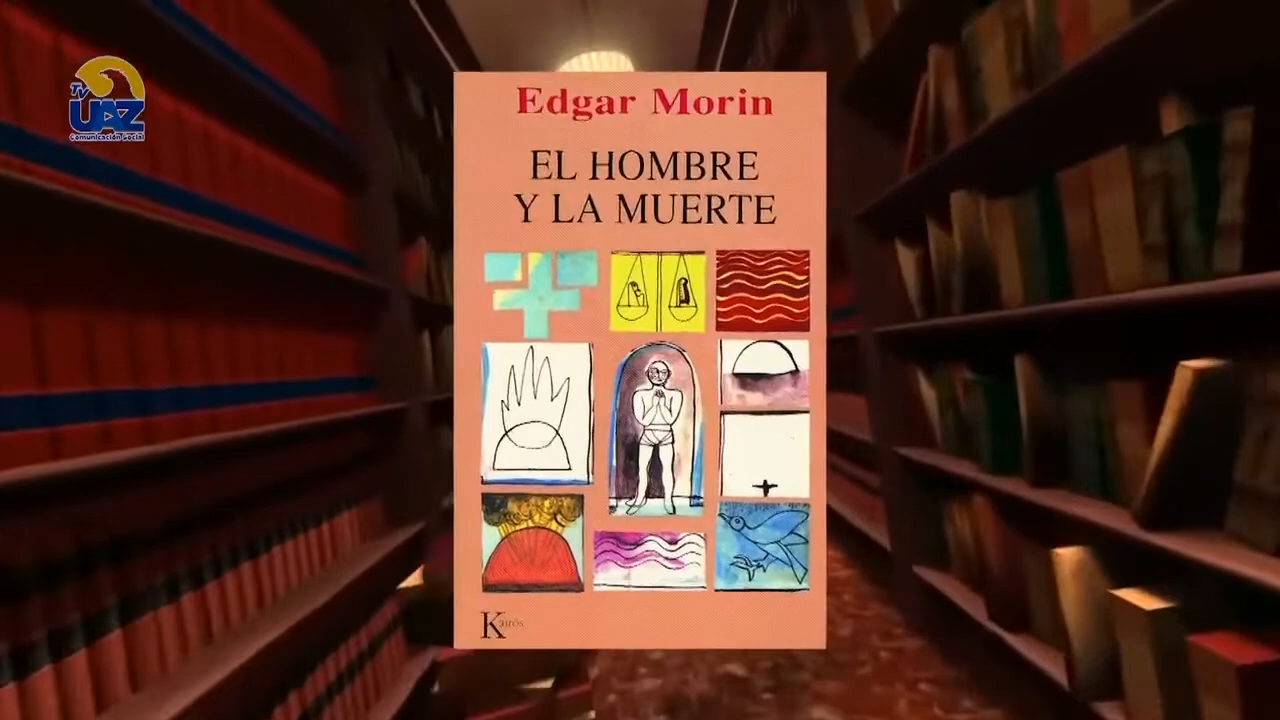 TV
UAZ
Comunicación Social
Edgar Morin
EL HOMBRE
Y LA MUERTE
Kairós